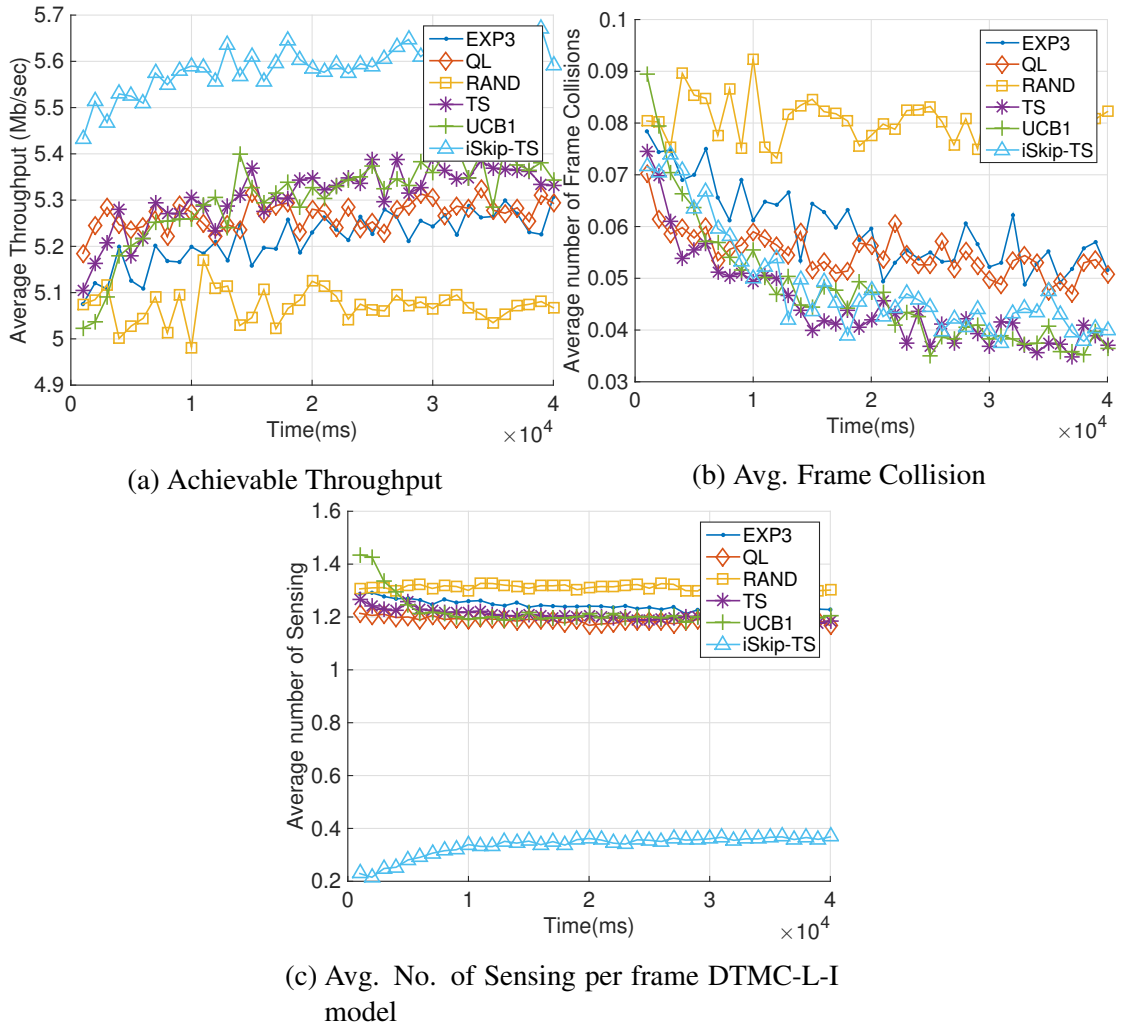 5.7
5.6
5.5
5.4
5.3
5.2
5.1
5
4.9
Average Throughput (Mb/sec)
0
1
2
3
4
Time(ms)
×10^4
EXP3
QL
RAND
TS
UCB1
iSkip-TS
(a) Achievable Throughput
0.1
0.09
0.08
0.07
0.06
0.05
0.04
0.03
Average number of Frame Collisions
0
1
2
3
4
Time(ms)
×10^4
EXP3
QL
RAND
TS
UCB1
iSkip-TS
(b) Avg. Frame Collision
1.6
1.4
1.2
1
0.8
0.6
0.4
0.2
Average number of Sensing
0
1
2
3
4
Time(ms)
×10^4
EXP3
QL
RAND
TS
UCB1
iSkip-TS
(c) Avg. No. of Sensing per frame DTMC-L-I
model